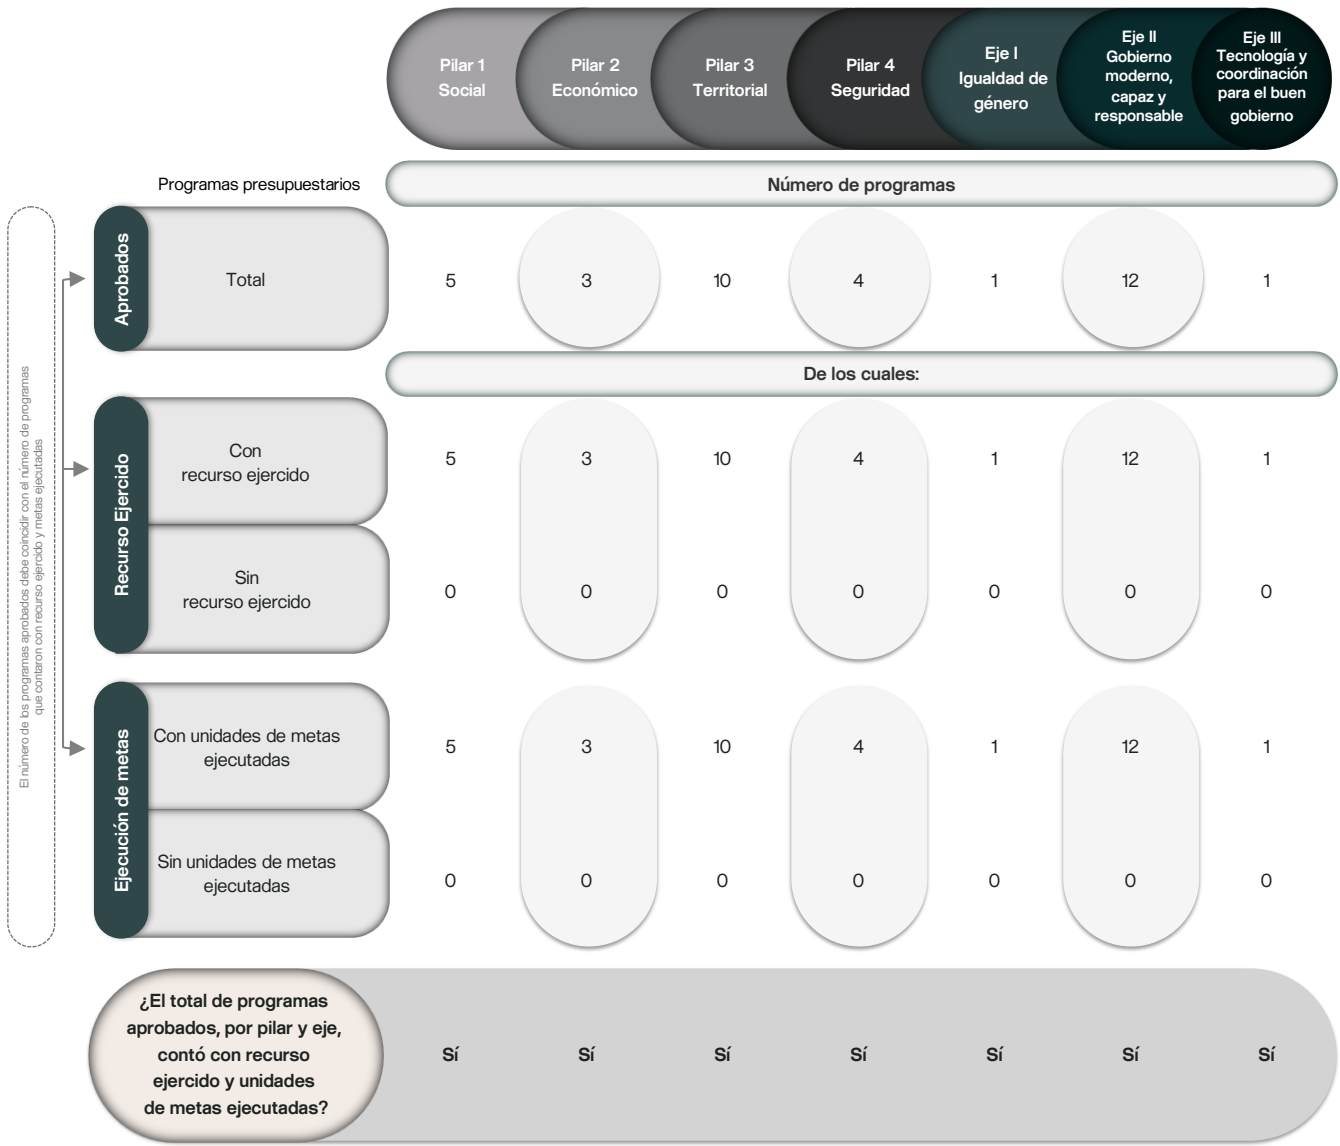 Pilar 1
Social
Pilar 2
Económico
Pilar 3
Territorial
Pilar 4
Seguridad
Eje I
Igualdad de
género
Eje II
Gobierno
moderno,
capaz y
responsable
Eje III
Tecnología y
coordinación
para el buen
gobierno
Programas presupuestarios
Número de programas
Aprobados
Total
5 3 10 4 1 12 1
De los cuales:
El número de los programas aprobados debe coincidir con el número de programas
que contaron con recurso ejercido y metas ejecutadas
Recurso Ejercido
Con
recurso ejercido
5 3 10 4 1 12 1
Sin
recurso ejercido
0 0 0 0 0 0 0
Ejecución de metas
Con unidades de metas
ejecutadas
5 3 10 4 1 12 1
Sin unidades de metas
ejecutadas
0 0 0 0 0 0 0
¿El total de programas
aprobados, por pilar y eje,
contó con recurso
ejercido y unidades
de metas ejecutadas?
Sí Sí Sí Sí Sí Sí Sí